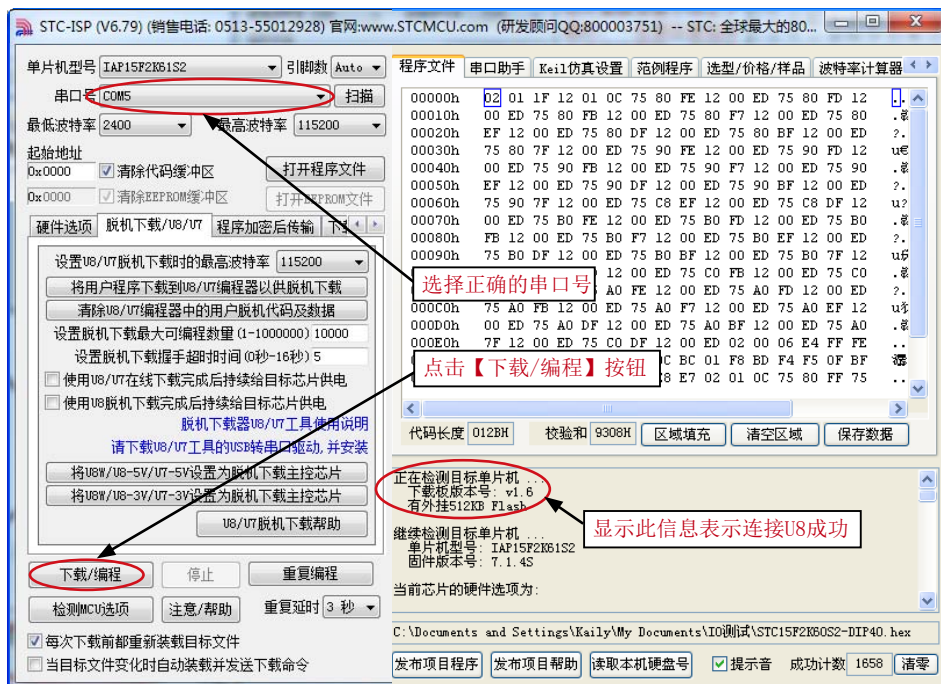 STC-ISP (V6.79) (销售电话: 0513-55012928) 官网:www.STCMCU.com (研发顾问QQ:800003751) -- STC: 全球最大的80...
单片机型号 IAP15F2K61S2 引脚数 Auto
串口号 COM5 扫描
最低波特率 2400 最高波特率 115200
起始地址
0x0000 清除代码缓冲区 打开程序文件
0x0000 清除EEPROM缓冲区 打开EEPROM文件
硬件选项 脱机下载/U8/U7 程序加密后传输
设置U8/U7脱机下载时的最高波特率 115200
将用户程序下载到U8/U7编程器以供脱机下载
清除U8/U7编程器中的用户脱机代码及数据
设置脱机下载最大可编程数量(1-1000000) 10000
设置脱机下载握手超时时间(0秒-16秒) 5
使用U8/U7在线下载完成后持续给目标芯片供电
使用U8脱机下载完成后持续给目标芯片供电
脱机下载器U8/U7工具使用说明
请下载U8/U7工具的USB转串口驱动,并安装
将U8W/U8-5V/U7-5V设置为脱机下载主控芯片
将U8W/U8-3V/U7-3V设置为脱机下载主控芯片
U8/U7脱机下载帮助
下载/编程 停止 重复编程
检测MCU选项 注意/帮助 重复延时 3 秒
每次下载前都重新装载目标文件
当目标文件变化时自动装载并发送下载命令
程序文件 串口助手 Keil仿真设置 范例程序 选型/价格/样品 波特率计算器
00000h 02 01 1F 12 01 0C 75 80 FE 12 00 ED 75 80 FD 12
00010h 00 ED 75 80 FB 12 00 ED 75 80 F7 12 00 ED 75 80
00020h EF 12 00 ED 75 80 DF 12 00 ED 75 80 BF 12 00 ED ?.
00030h 75 80 7F 12 00 ED 75 90 FE 12 00 ED 75 90 FD 12 u€
00040h 00 ED 75 90 FB 12 00 ED 75 90 F7 12 00 ED 75 90
00050h EF 12 00 ED 75 90 DF 12 00 ED 75 90 BF 12 00 ED ?.
00060h 75 90 7F 12 00 ED 75 C8 EF 12 00 ED 75 C8 DF 12 u?
00070h 00 ED 75 B0 FE 12 00 ED 75 B0 FD 12 00 ED 75 B0
00080h FB 12 00 ED 75 B0 F7 12 00 ED 75 B0 EF 12 00 ED ?.
00090h 75 B0 DF 12 00 ED 75 B0 BF 12 00 ED 75 B0 7F 12
12 00 ED 75 C0 FB 12 00 ED 75 C0
选择正确的串口号
75 A0 FE 12 00 ED 75 A0 FD 12 00 ED ?.
000C0h 75 A0 FB 12 00 ED 75 A0 F7 12 00 ED 75 A0 EF 12
000D0h 00 ED 75 A0 DF 12 00 ED 75 A0 BF 12 00 ED 75 A0
000E0h 7F 12 00 ED 75 C0 DF 12 00 ED 02 00 06 E4 FF FE
点击【下载/编程】按钮
BC 01 F8 BD F4 F5 0F BF
E7 02 01 0C 75 80 FF 75
代码长度 012BH 校验和 9308H 区域填充 清空区域 保存数据
正在检测目标单片机 ...
下载板版本号: v1.6
有外挂512KB Flash
显示此信息表示连接U8成功
继续检测目标单片机 ...
单片机型号: IAP15F2K61S2
固件版本号: 7.1.4S
当前芯片的硬件选项为:
C:\Documents and Settings\Kaily\My Documents\IO测试\STC15F2K60S2-DIP40.hex
发布项目程序 发布项目帮助 读取本机硬盘号 提示音 成功计数 1658 清零